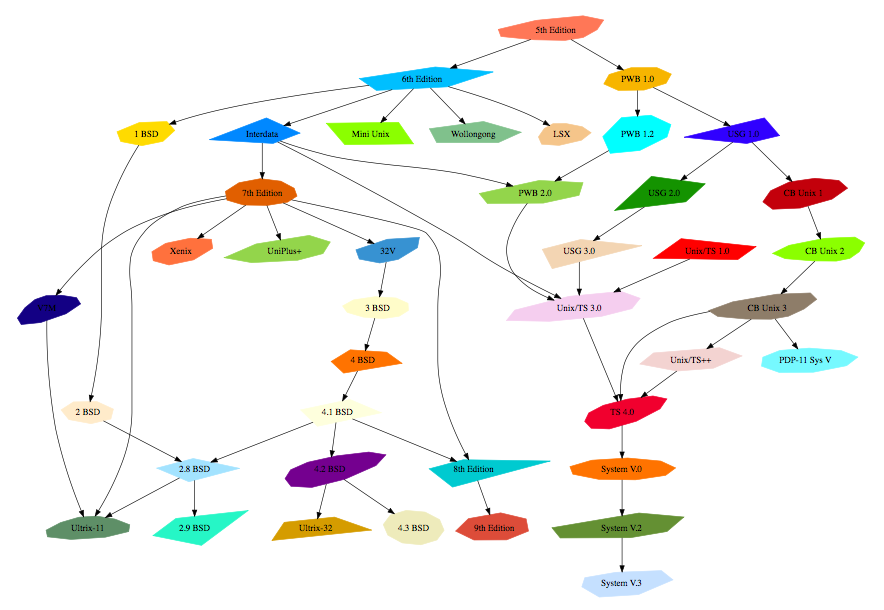 5th Edition
6th Edition
PWB 1.0
1 BSD
Interdata
Mini Unix
Wollongong
LSX
PWB 1.2
USG 1.0
7th Edition
PWB 2.0
USG 2.0
CB Unix 1
Xenix
UniPlus+
32V
USG 3.0
Unix/TS 1.0
CB Unix 2
V7M
3 BSD
Unix/TS 3.0
CB Unix 3
4 BSD
Unix/TS++
PDP-11 Sys V
2 BSD
4.1 BSD
TS 4.0
2.8 BSD
4.2 BSD
8th Edition
System V.0
Ultrix-11
2.9 BSD
Ultrix-32
4.3 BSD
9th Edition
System V.2
System V.3